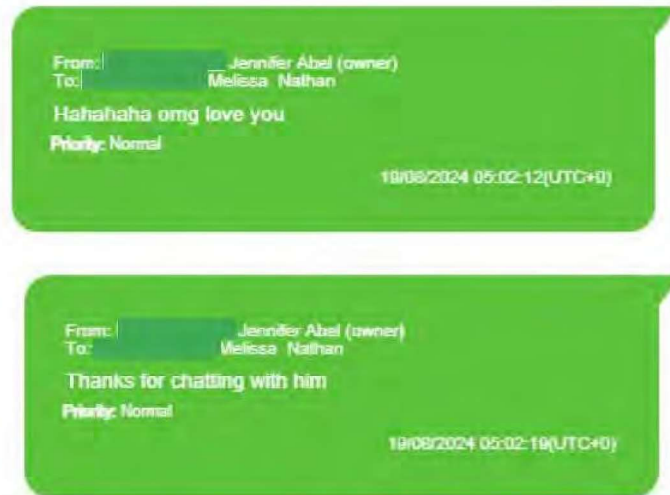 From: Jennifer Abel (owner)
To: Melissa Nathan
Hahahaha omg love you
Priority: Normal
19/08/2024 05:02:12(UTC+0)
From: Jennifer Abel (owner)
To: Melissa Nathan
Thanks for chatting with him
Priority: Normal
19/08/2024 05:02:19(UTC+0)